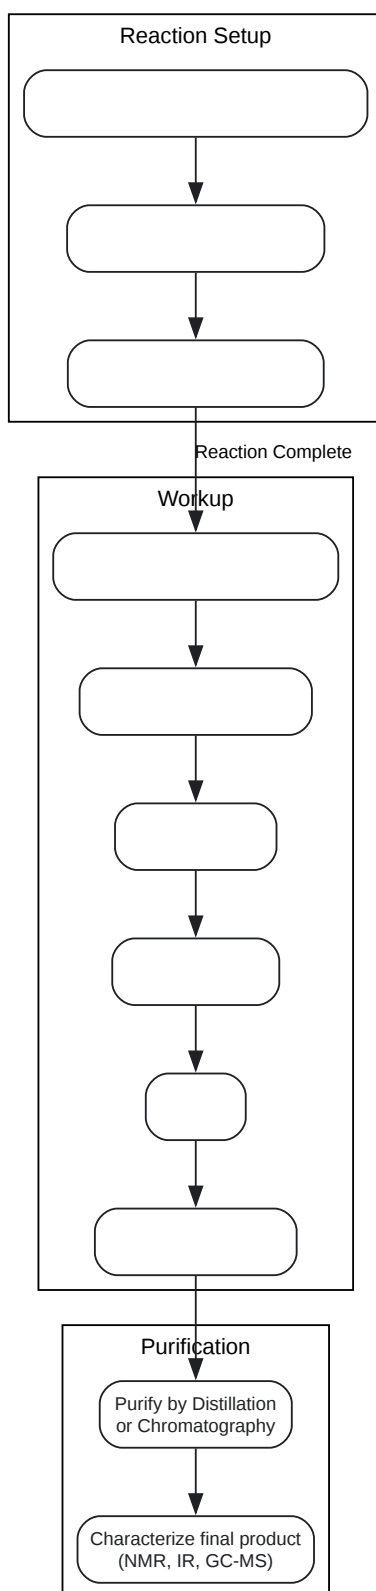 Reaction Setup
Reaction Complete
Workup
Purification
Purify by Distillation
or Chromatography
Characterize final product
(NMR, IR, GC-MS)